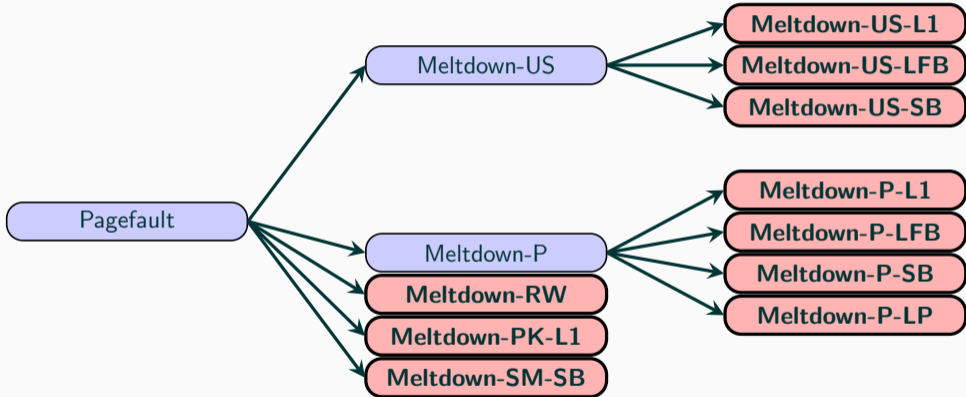 Pagefault
Meltdown-US
Meltdown-US-L1
Meltdown-US-LFB
Meltdown-US-SB
Meltdown-P
Meltdown-P-L1
Meltdown-P-LFB
Meltdown-P-SB
Meltdown-P-LP
Meltdown-RW
Meltdown-PK-L1
Meltdown-SM-SB